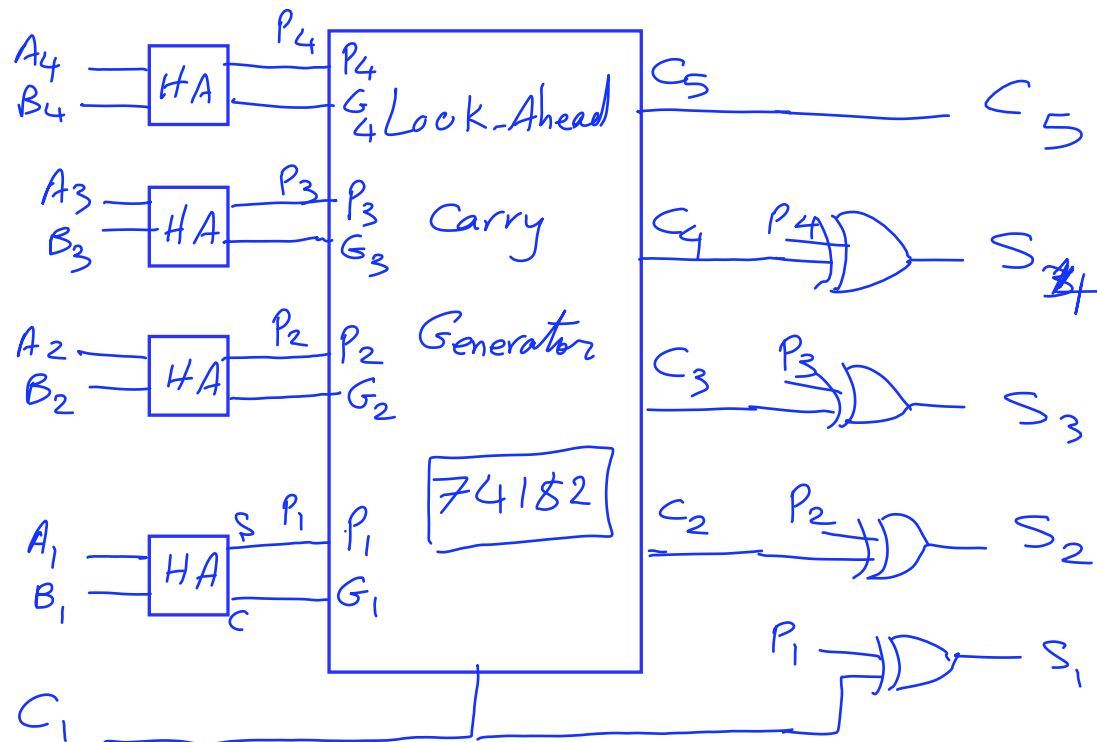 P4
A4
B4
HA
P4
G4
Look-Ahead
C5
C5
A3
B3
HA
P3
P3
G3
Carry
C4
P4
S4
A2
B2
HA
P2
P2
G2
Generator
C3
P3
S3
74182
A1
B1
HA
S
C
P1
P1
G1
C2
P2
S2
P1
S1
C1